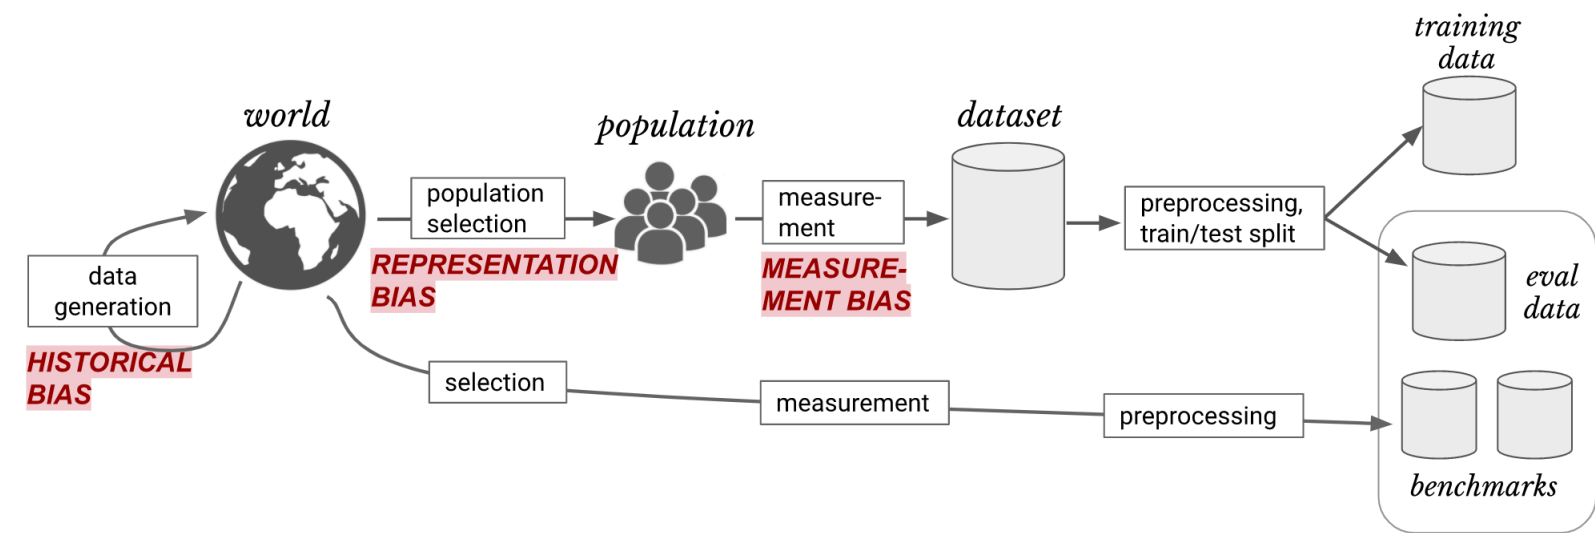 training
data
world
population
dataset
population
selection
measure-
ment
preprocessing,
train/test split
REPRESENTATION
BIAS
MEASURE-
MENT BIAS
data
generation
eval
data
HISTORICAL
BIAS
selection
measurement
preprocessing
benchmarks